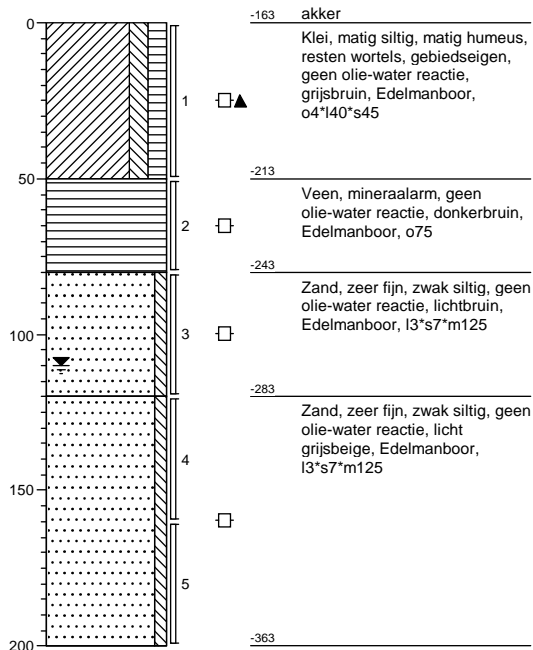 0
50
100
150
200
1
2
3
4
5
-163 akker
Klei, matig siltig, matig humeus,
resten wortels, gebiedseigen,
geen olie-water reactie,
grijsbruin, Edelmanboor,
o4*l40*s45
-213
Veen, mineraalarm, geen
olie-water reactie, donkerbruin,
Edelmanboor, o75
-243
Zand, zeer fijn, zwak siltig, geen
olie-water reactie, lichtbruin,
Edelmanboor, l3*s7*m125
-283
Zand, zeer fijn, zwak siltig, geen
olie-water reactie, licht
grijsbeige, Edelmanboor,
l3*s7*m125
-363